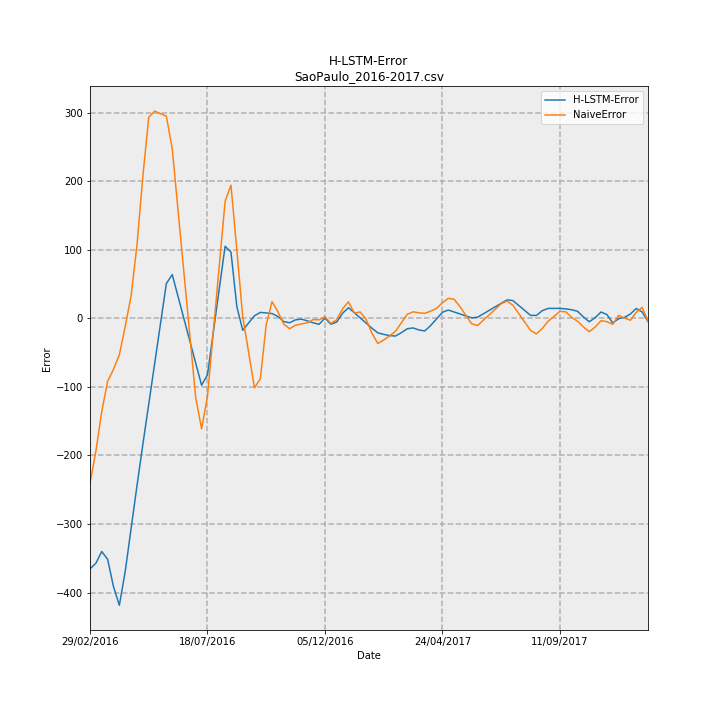 H-LSTM-Error
SaoPaulo_2016-2017.csv
H-LSTM-Error
NaiveError
300
200
100
0
−100
−200
−300
−400
Error
29/02/2016
18/07/2016
05/12/2016
24/04/2017
11/09/2017
Date